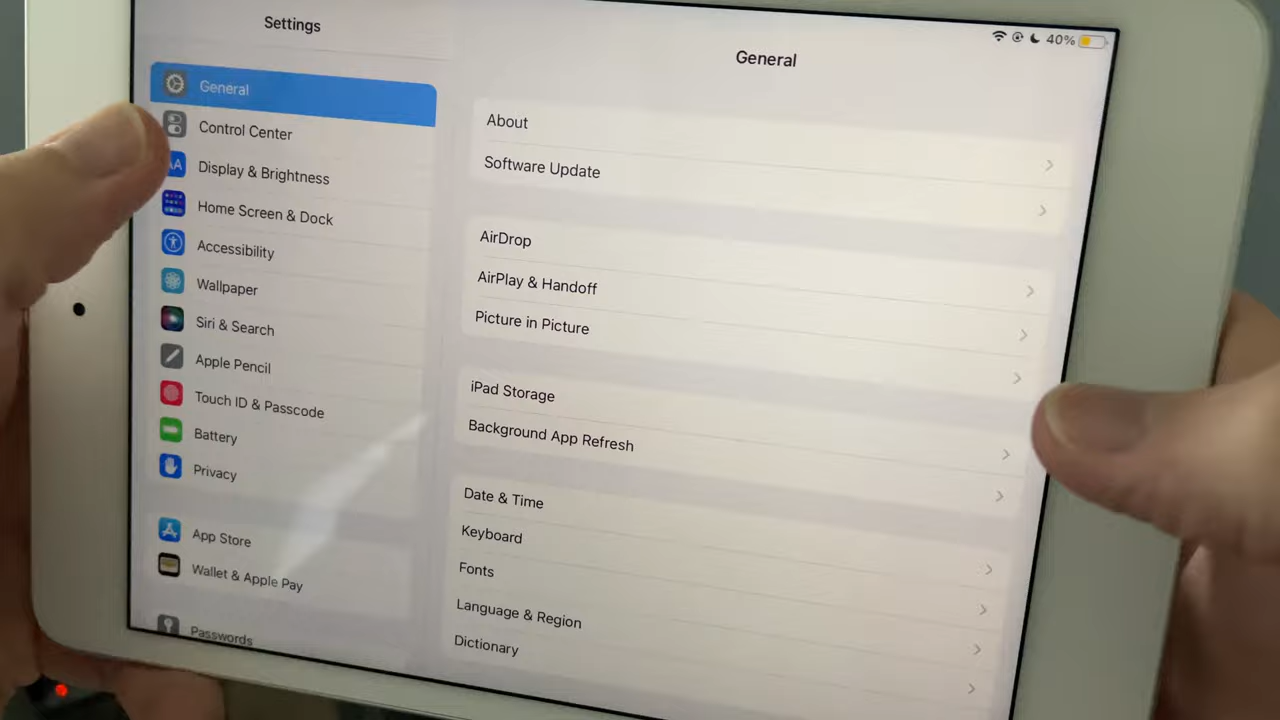 Settings
General
Control Center
AA
Display & Brightness
Home Screen & Dock
Accessibility
Wallpaper
Siri & Search
Apple Pencil
Touch ID & Passcode
Battery
Privacy
App Store
Wallet & Apple Pay
Passwords
40%
General
About
Software Update
AirDrop
AirPlay & Handoff
Picture in Picture
iPad Storage
Background App Refresh
Date & Time
Keyboard
Fonts
Language & Region
Dictionary